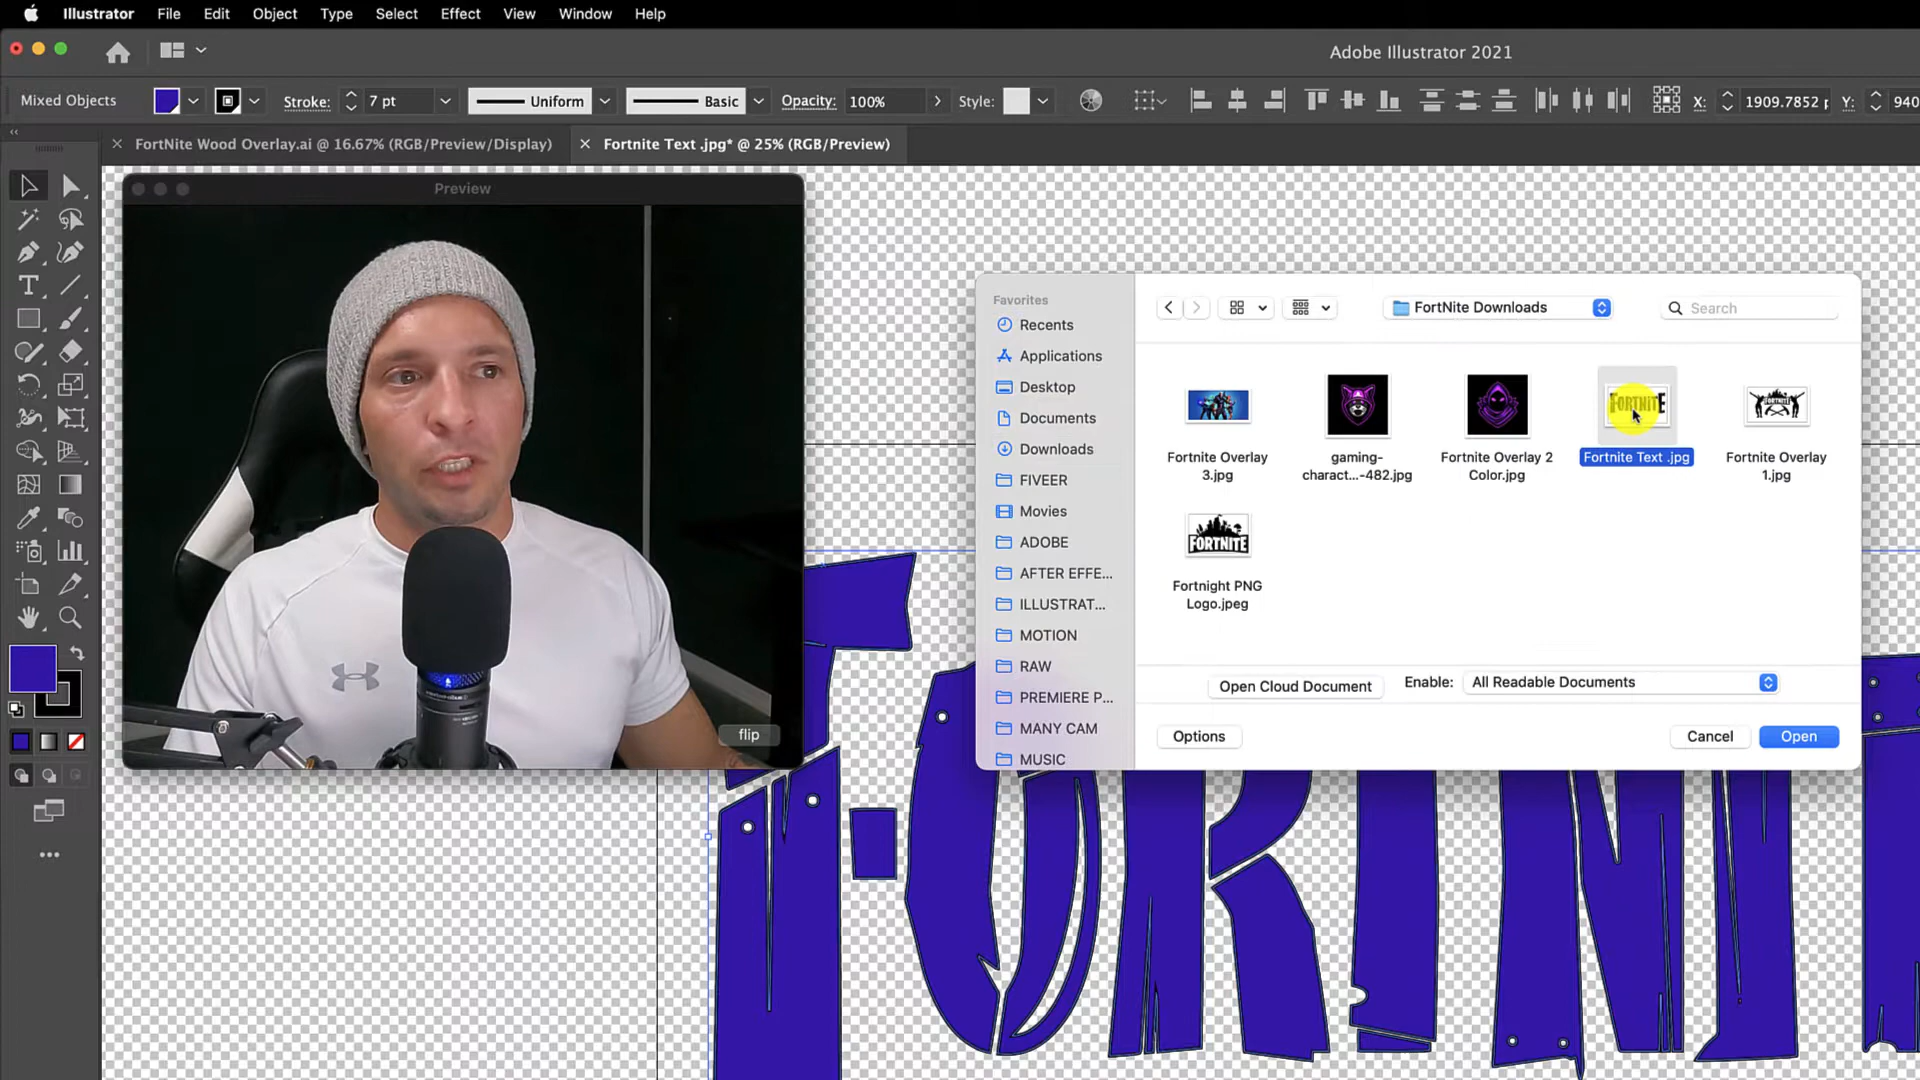 Illustrator File Edit Object Type Select Effect View Window Help
Adobe Illustrator 2021
Mixed Objects Stroke: 7 pt Uniform Basic Opacity: 100% Style: X: 1909.7852 Y: 940
FortNite Wood Overlay.ai @ 16.67% (RGB/Preview/Display)
Fortnite Text .jpg* @ 25% (RGB/Preview)
Preview
flip
Favorites
Recents
Applications
Desktop
Documents
Downloads
FIVEER
Movies
ADOBE
AFTER EFFE...
ILLUSTRAT...
MOTION
RAW
PREMIERE P...
MANY CAM
MUSIC
FortNite Downloads
Search
FORTNITE
FORTNITE
Fortnite Overlay
3.jpg
gaming-
charact...-482.jpg
Fortnite Overlay 2
Color.jpg
Fortnite Text .jpg
Fortnite Overlay
1.jpg
FORTNITE
Fortnight PNG
Logo.jpeg
Open Cloud Document
Enable: All Readable Documents
Options
Cancel
Open
FORTNIT